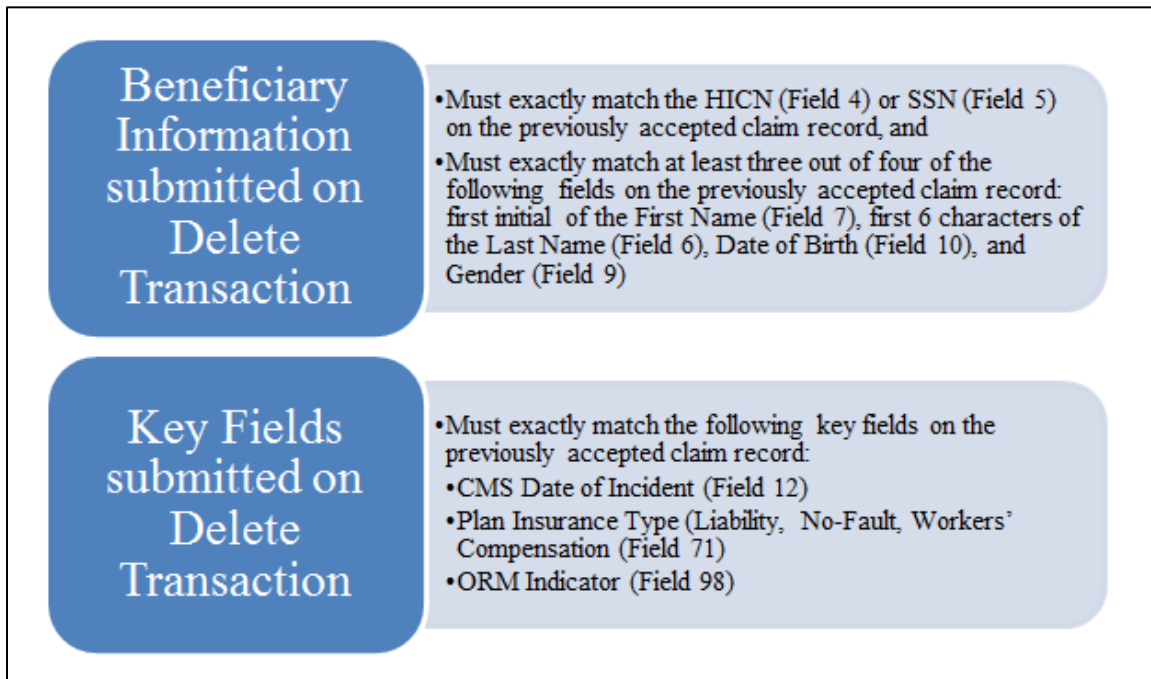 Beneficiary
Information
submitted on
Delete
Transaction
•Must exactly match the HICN (Field 4) or SSN (Field 5)
on the previously accepted claim record, and
•Must exactly match at least three out of four of the
following fields on the previously accepted claim record:
first initial of the First Name (Field 7), first 6 characters of
the Last Name (Field 6), Date of Birth (Field 10), and
Gender (Field 9)
Key Fields
submitted on
Delete
Transaction
•Must exactly match the following key fields on the
previously accepted claim record:
•CMS Date of Incident (Field 12)
•Plan Insurance Type (Liability, No-Fault, Workers’
Compensation (Field 71)
•ORM Indicator (Field 98)